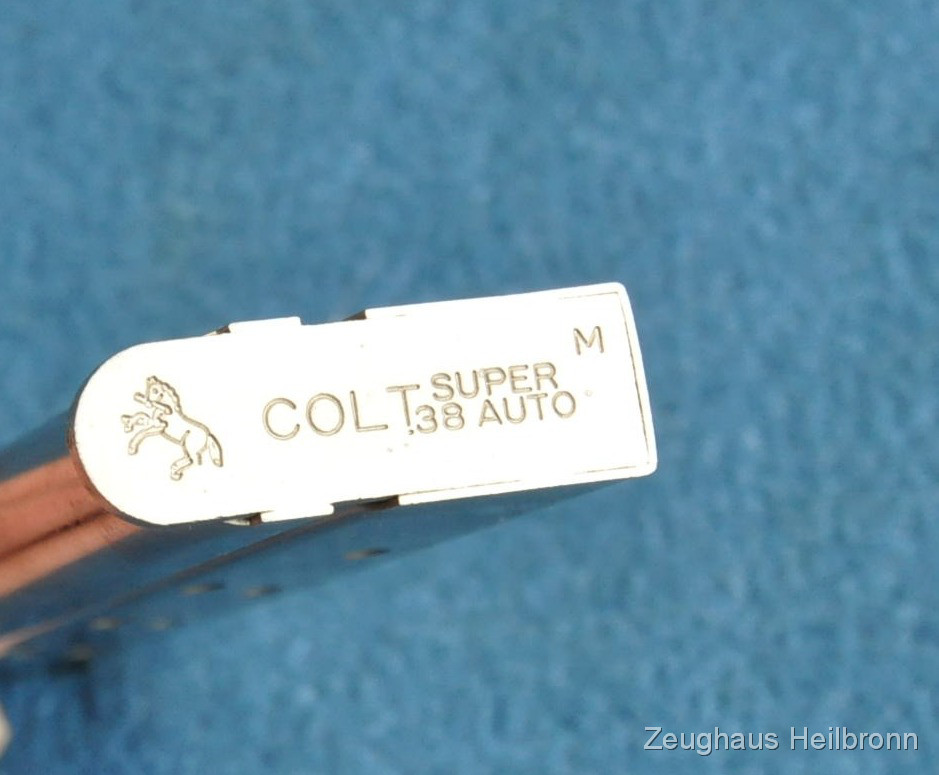 M
COLT SUPER
.38 AUTO
Zeughaus Heilbronn